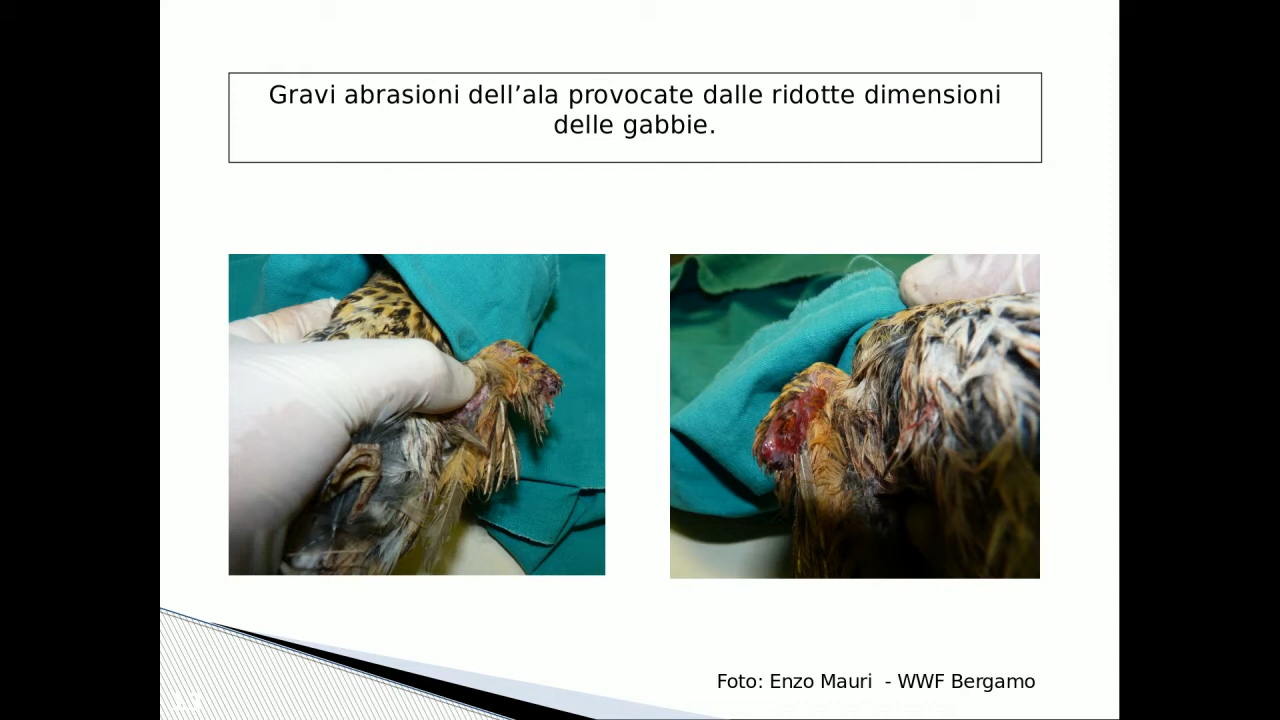 Gravi abrasioni dell’ala provocate dalle ridotte dimensioni
delle gabbie.
Foto: Enzo Mauri  - WWF Bergamo